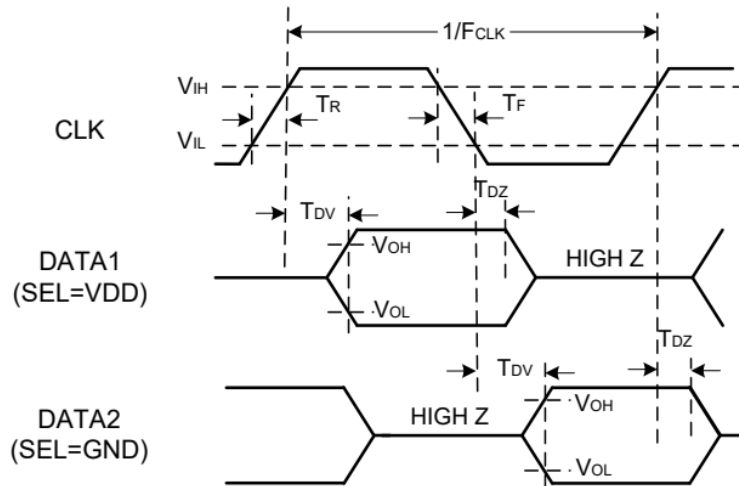 1/FCLK
VIH
TR
TF
CLK
VIL
TDZ
TDV
VOH
DATA1
(SEL=VDD)
HIGH Z
VOL
TDZ
TDV
VOH
DATA2
(SEL=GND)
HIGH Z
VOL